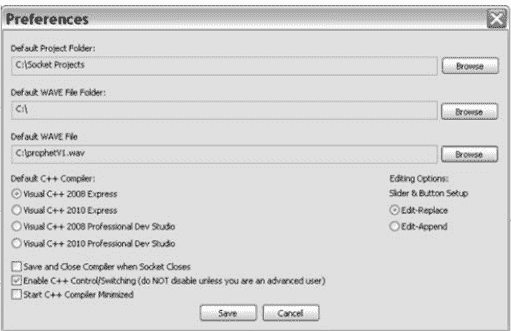 Preferences
Default Project Folder:
C:\Socket Projects
Browse
Default WAVE File Folder:
C:\
Browse
Default WAVE File
C:\prophetV1.wav
Browse
Default C++ Compiler:
Visual C++ 2008 Express
Visual C++ 2010 Express
Visual C++ 2008 Professional Dev Studio
Visual C++ 2010 Professional Dev Studio
Editing Options:
Slider & Button Setup
Edit-Replace
Edit-Append
Save and Close Compiler when Socket Closes
Enable C++ Control/Switching (do NOT disable unless you are an advanced user)
Start C++ Compiler Minimized
Save
Cancel